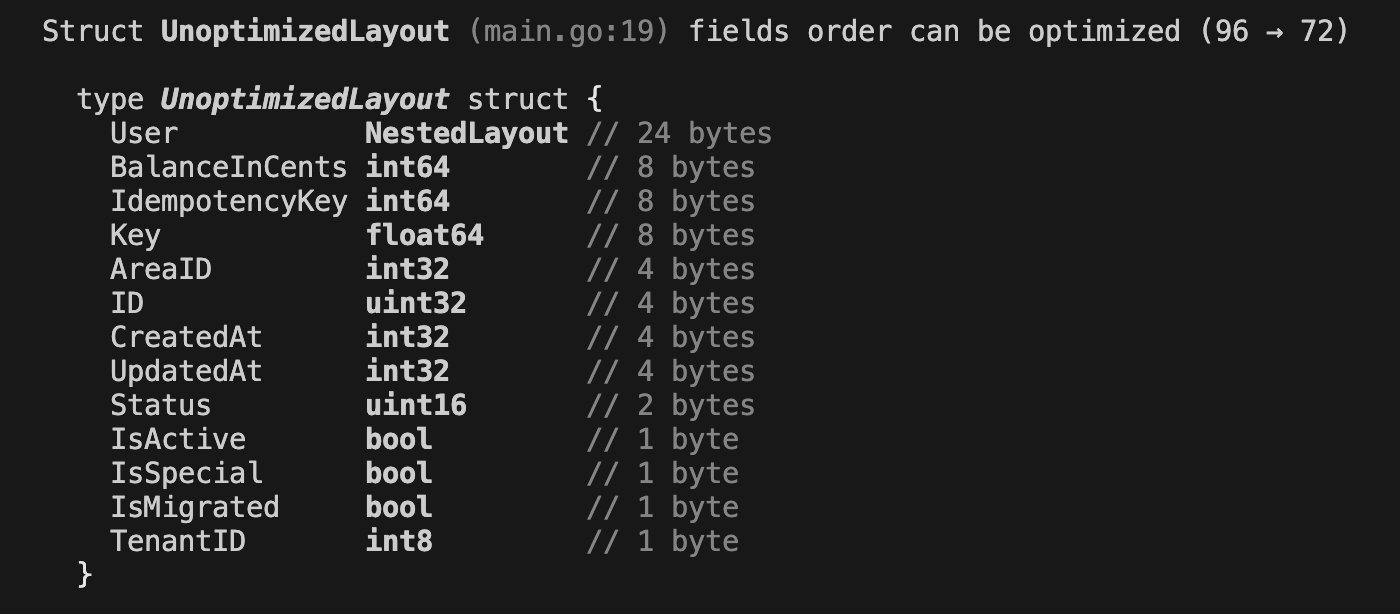 Struct UnoptimizedLayout (main.go:19) fields order can be optimized (96 → 72)
type UnoptimizedLayout struct {
User NestedLayout // 24 bytes
BalanceInCents int64 // 8 bytes
IdempotencyKey int64 // 8 bytes
Key float64 // 8 bytes
AreaID int32 // 4 bytes
ID uint32 // 4 bytes
CreatedAt int32 // 4 bytes
UpdatedAt int32 // 4 bytes
Status uint16 // 2 bytes
IsActive bool // 1 byte
IsSpecial bool // 1 byte
IsMigrated bool // 1 byte
TenantID int8 // 1 byte
}